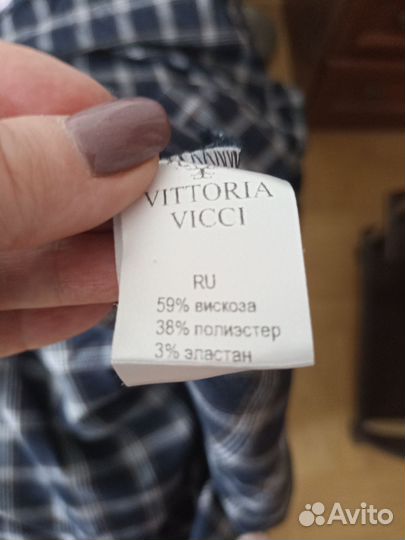 VITTORIA
VICCI
RU
59% вискоза
38% полиэстер
3% эластан
Avito